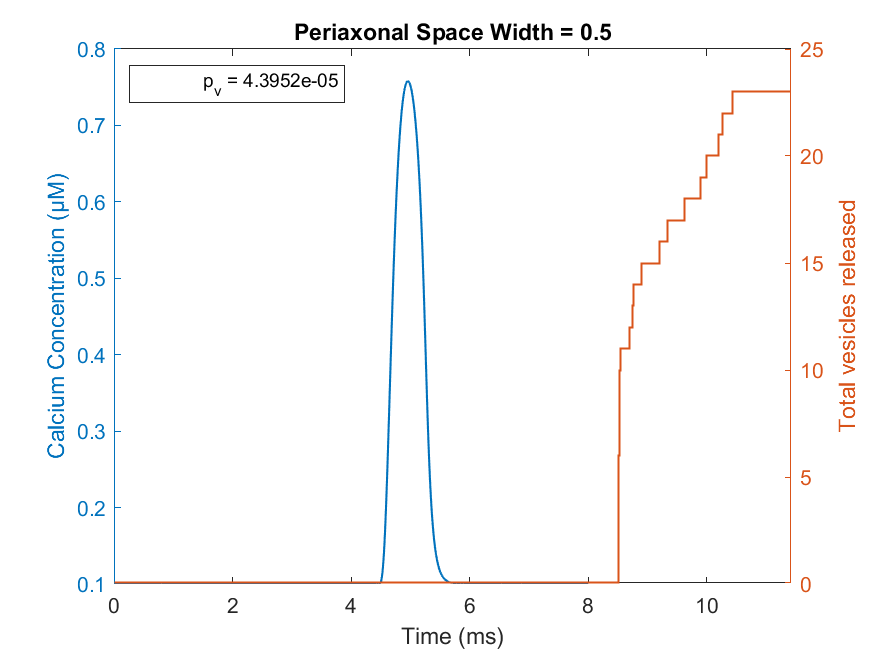 Periaxonal Space Width = 0.5
p_v = 4.3952e-05
Calcium Concentration (µM)
0.8
0.7
0.6
0.5
0.4
0.3
0.2
0.1
0 2 4 6 8 10
Time (ms)
25
20
15
10
5
0
Total vesicles released